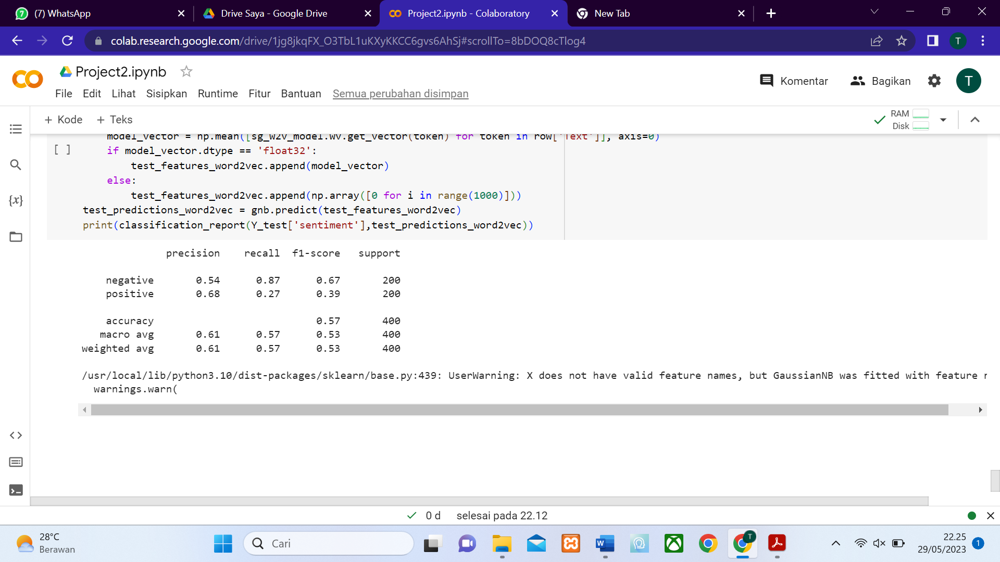 (7) WhatsApp
Drive Saya - Google Drive
Project2.ipynb - Colaboratory
New Tab
colab.research.google.com/drive/1jg8jkqFX_O3TbL1uKXyKKCC6gvs6AhSj#scrollTo=8bDOQ8cTlog4
T
Project2.ipynb
Komentar
Bagikan
T
File Edit Lihat Sisipkan Runtime Fitur Bantuan Semua perubahan disimpan
+ Kode + Teks
RAM
Disk
model_vector = np.mean([sg_w2v_model.wv.get_vector(token) for token in row['Text']], axis=0)
[ ] if model_vector.dtype == 'float32':
test_features_word2vec.append(model_vector)
else:
test_features_word2vec.append(np.array([0 for i in range(1000)]))
test_predictions_word2vec = gnb.predict(test_features_word2vec)
print(classification_report(Y_test['sentiment'],test_predictions_word2vec))
precision recall f1-score support
negative 0.54 0.87 0.67 200
positive 0.68 0.27 0.39 200
accuracy 0.57 400
macro avg 0.61 0.57 0.53 400
weighted avg 0.61 0.57 0.53 400
/usr/local/lib/python3.10/dist-packages/sklearn/base.py:439: UserWarning: X does not have valid feature names, but GaussianNB was fitted with feature
warnings.warn(
0 d selesai pada 22.12
28°C
Berawan
Cari
22.25
29/05/2023
1